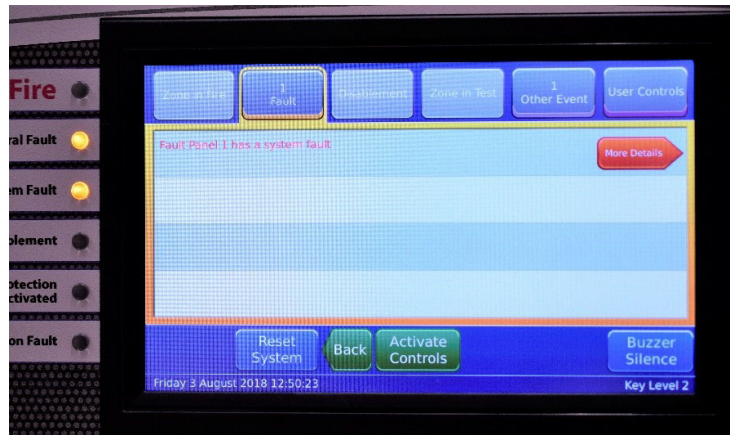 Fire
ral Fault
em Fault
blement
otection
ctivated
on Fault
Zone in Fire
1
Fault
Disablement
Zone in Test
1
Other Event
User Controls
Fault Panel 1 has a system fault
More Details
Reset
System
Back
Activate
Controls
Buzzer
Silence
Friday 3 August 2018 12:50:23
Key Level 2